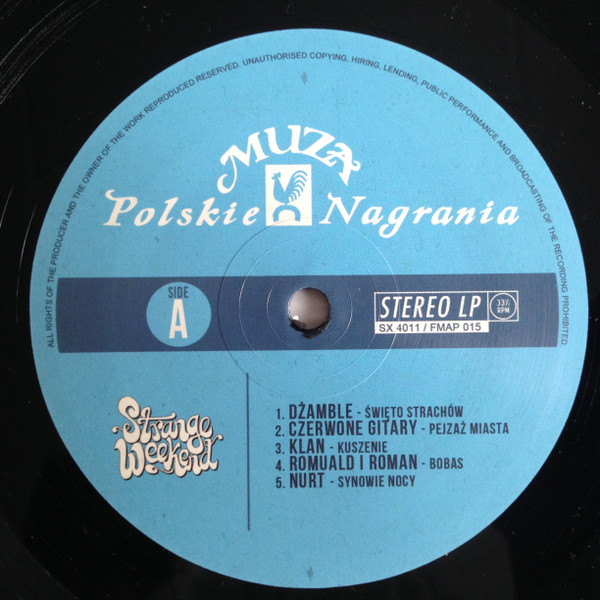 ALL RIGHTS OF THE PRODUCER AND THE OWNER OF THE WORK REPRODUCED RESERVED. UNAUTHORISED COPYING, HIRING, LENDING, PUBLIC PERFORMANCE AND BROADCASTING OF THE RECORDING PROHIBITED.
MUZA
Polskie Nagrania
SIDE
A
STEREO LP
33⅓
RPM
SX 4011 / FMAP 015
Strange
Weekend
1. DŻAMBLE - ŚWIĘTO STRACHÓW
2. CZERWONE GITARY - PEJZAŻ MIASTA
3. KLAN - KUSZENIE
4. ROMUALD I ROMAN - BOBAS
5. NURT - SYNOWIE NOCY